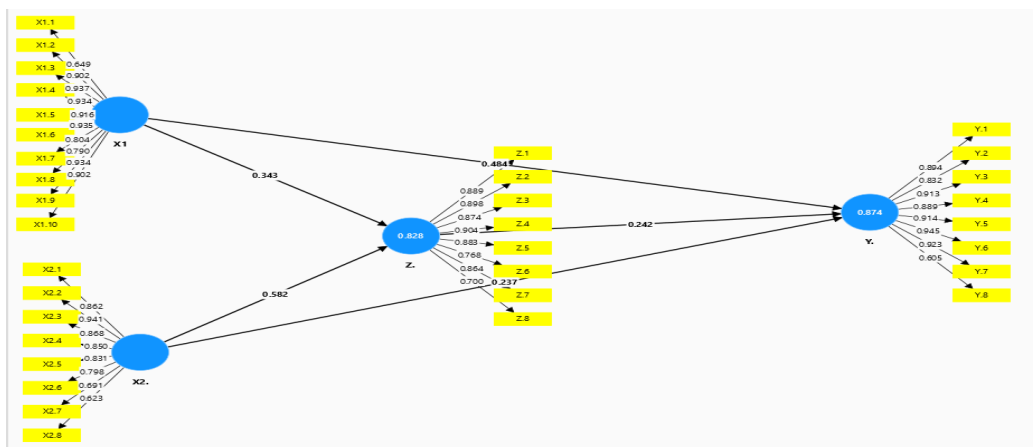 X1.1
X1.2
X1.3
X1.4
X1.5
X1.6
X1.7
X1.8
X1.9
X1.10
0.649
0.902
0.937
0.934
0.916
0.935
0.804
0.790
0.934
0.902
X1
X2.1
X2.2
X2.3
X2.4
X2.5
X2.6
X2.7
X2.8
0.862
0.941
0.868
0.850
0.831
0.798
0.691
0.623
X2.
0.343
0.582
0.484
0.242
0.237
0.828
Z.
0.889
0.898
0.874
0.904
0.883
0.768
0.864
0.700
Z.1
Z.2
Z.3
Z.4
Z.5
Z.6
Z.7
Z.8
0.874
Y.
0.894
0.832
0.913
0.889
0.914
0.945
0.923
0.605
Y.1
Y.2
Y.3
Y.4
Y.5
Y.6
Y.7
Y.8